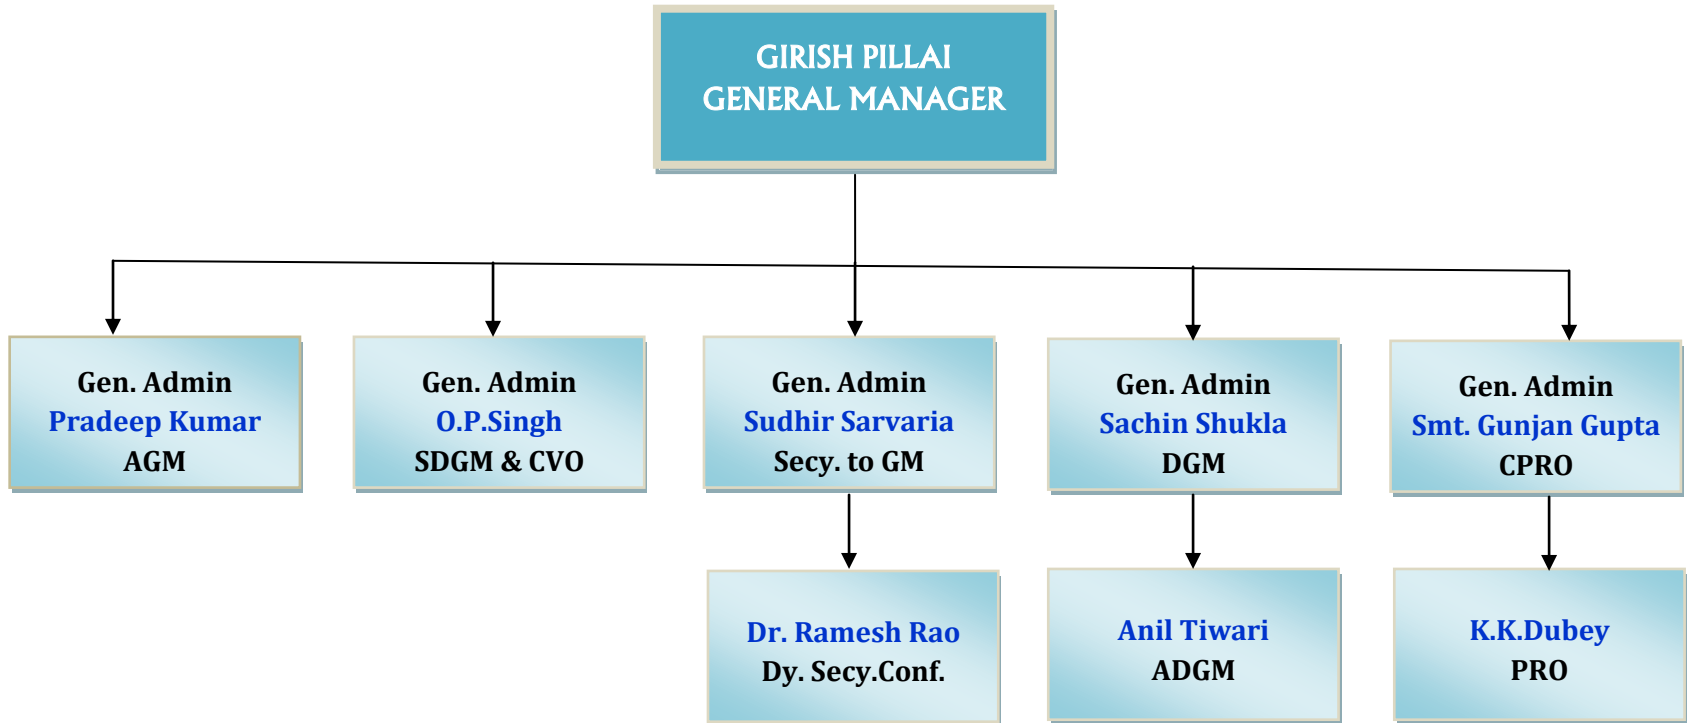 GIRISH PILLAI
GENERAL MANAGER
Gen. Admin
Pradeep Kumar
AGM
Gen. Admin
O.P.Singh
SDGM & CVO
Gen. Admin
Sudhir Sarvaria
Secy. to GM
Gen. Admin
Sachin Shukla
DGM
Gen. Admin
Smt. Gunjan Gupta
CPRO
Dr. Ramesh Rao
Dy. Secy.Conf.
Anil Tiwari
ADGM
K.K.Dubey
PRO